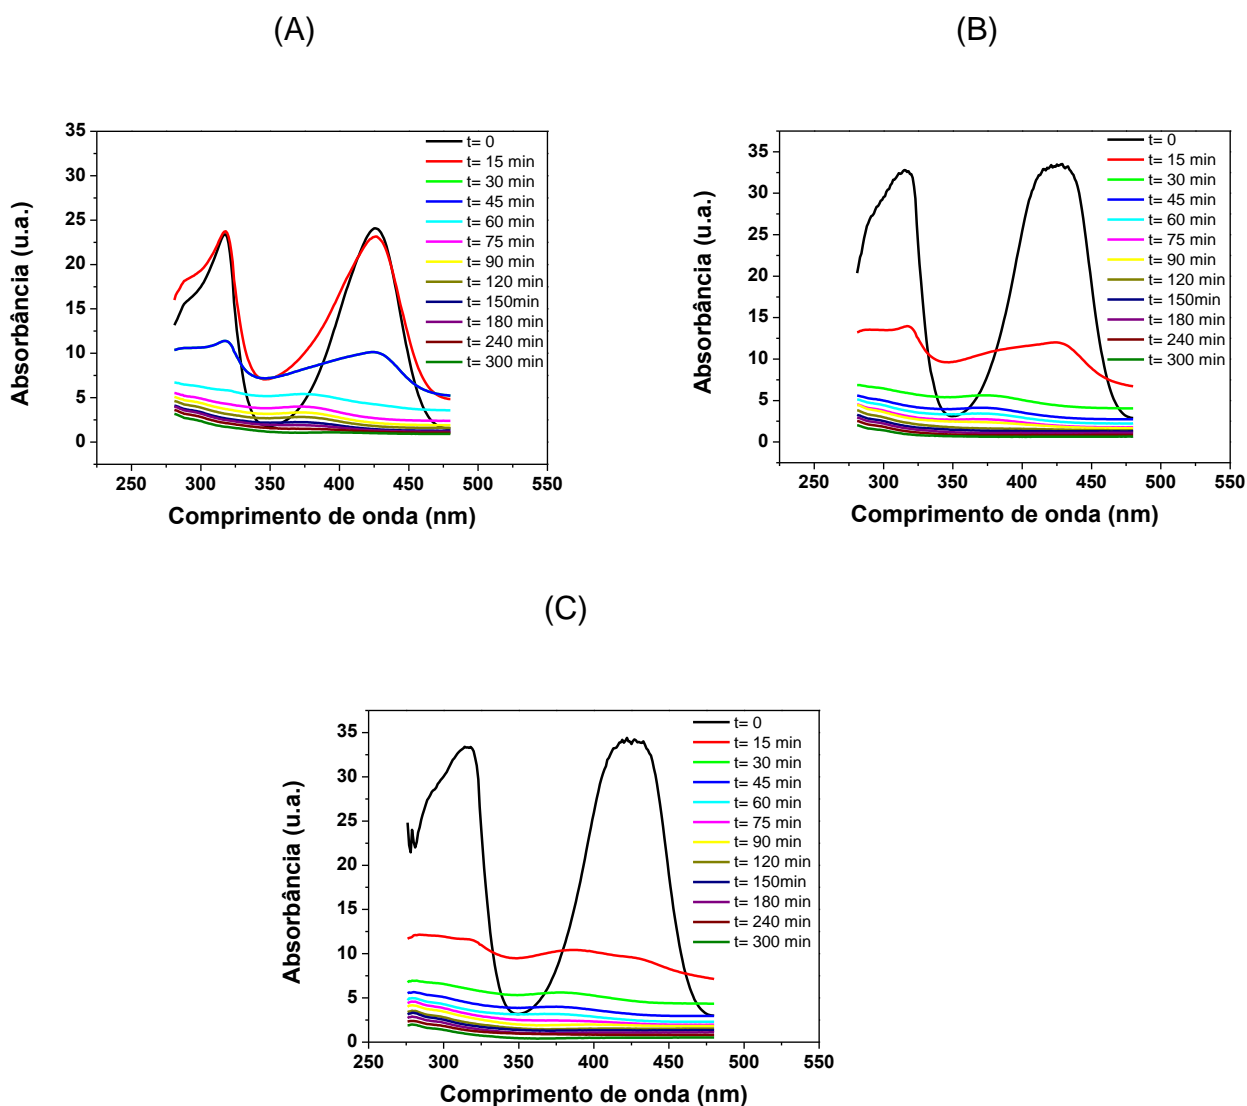 (A)
35
30
25
20
15
10
5
0
Absorbância (u.a.)
250 300 350 400 450 500 550
Comprimento de onda (nm)
t= 0
t= 15 min
t= 30 min
t= 45 min
t= 60 min
t= 75 min
t= 90 min
t= 120 min
t= 150min
t= 180 min
t= 240 min
t= 300 min
(B)
35
30
25
20
15
10
5
0
Absorbância (u.a.)
250 300 350 400 450 500 550
Comprimento de onda (nm)
t= 0
t= 15 min
t= 30 min
t= 45 min
t= 60 min
t= 75 min
t= 90 min
t= 120 min
t= 150min
t= 180 min
t= 240 min
t= 300 min
(C)
35
30
25
20
15
10
5
0
Absorbância (u.a.)
250 300 350 400 450 500 550
Comprimento de onda (nm)
t= 0
t= 15 min
t= 30 min
t= 45 min
t= 60 min
t= 75 min
t= 90 min
t= 120 min
t= 150min
t= 180 min
t= 240 min
t= 300 min